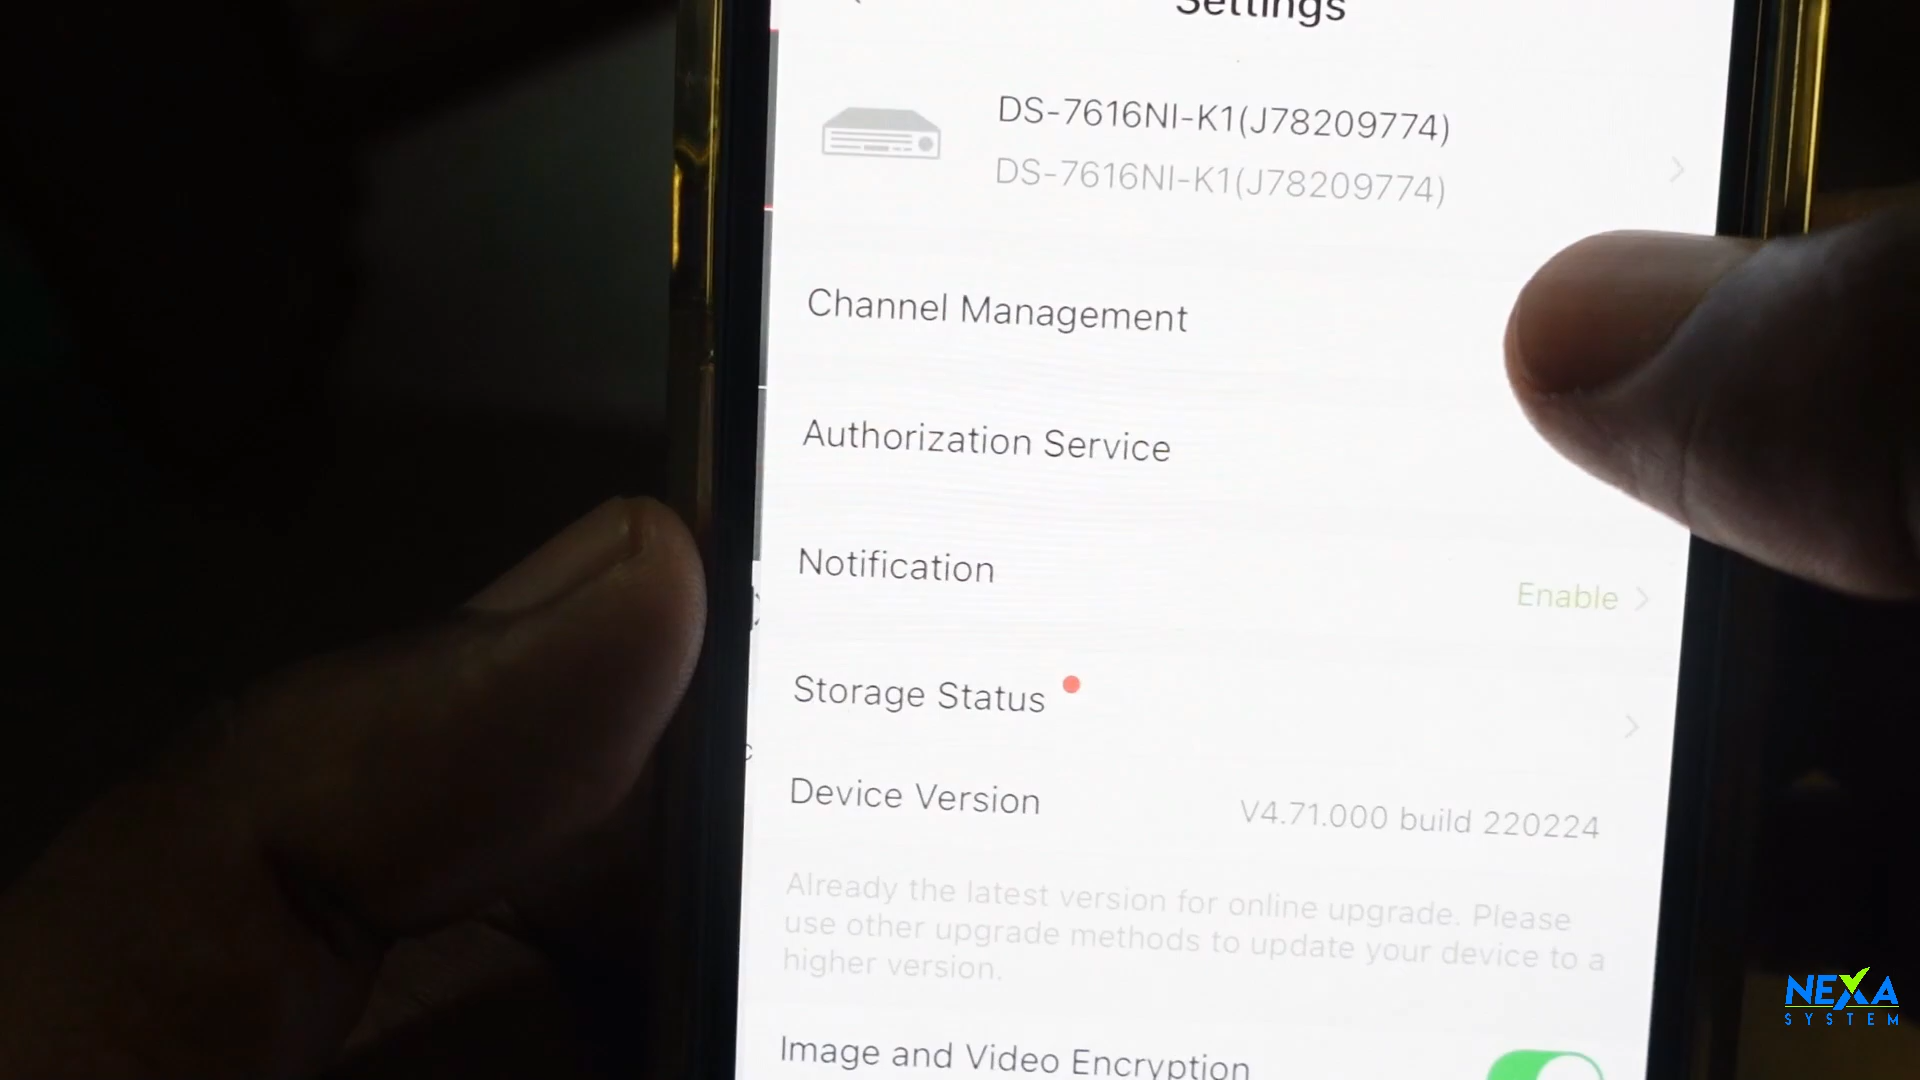 Settings
DS-7616NI-K1(J78209774)
DS-7616NI-K1(J78209774)
Channel Management
Authorization Service
Notification
Enable
Storage Status
Device Version
V4.71.000 build 220224
Already the latest version for online upgrade. Please
use other upgrade methods to update your device to a
higher version.
Image and Video Encryption
NEXA
SYSTEM